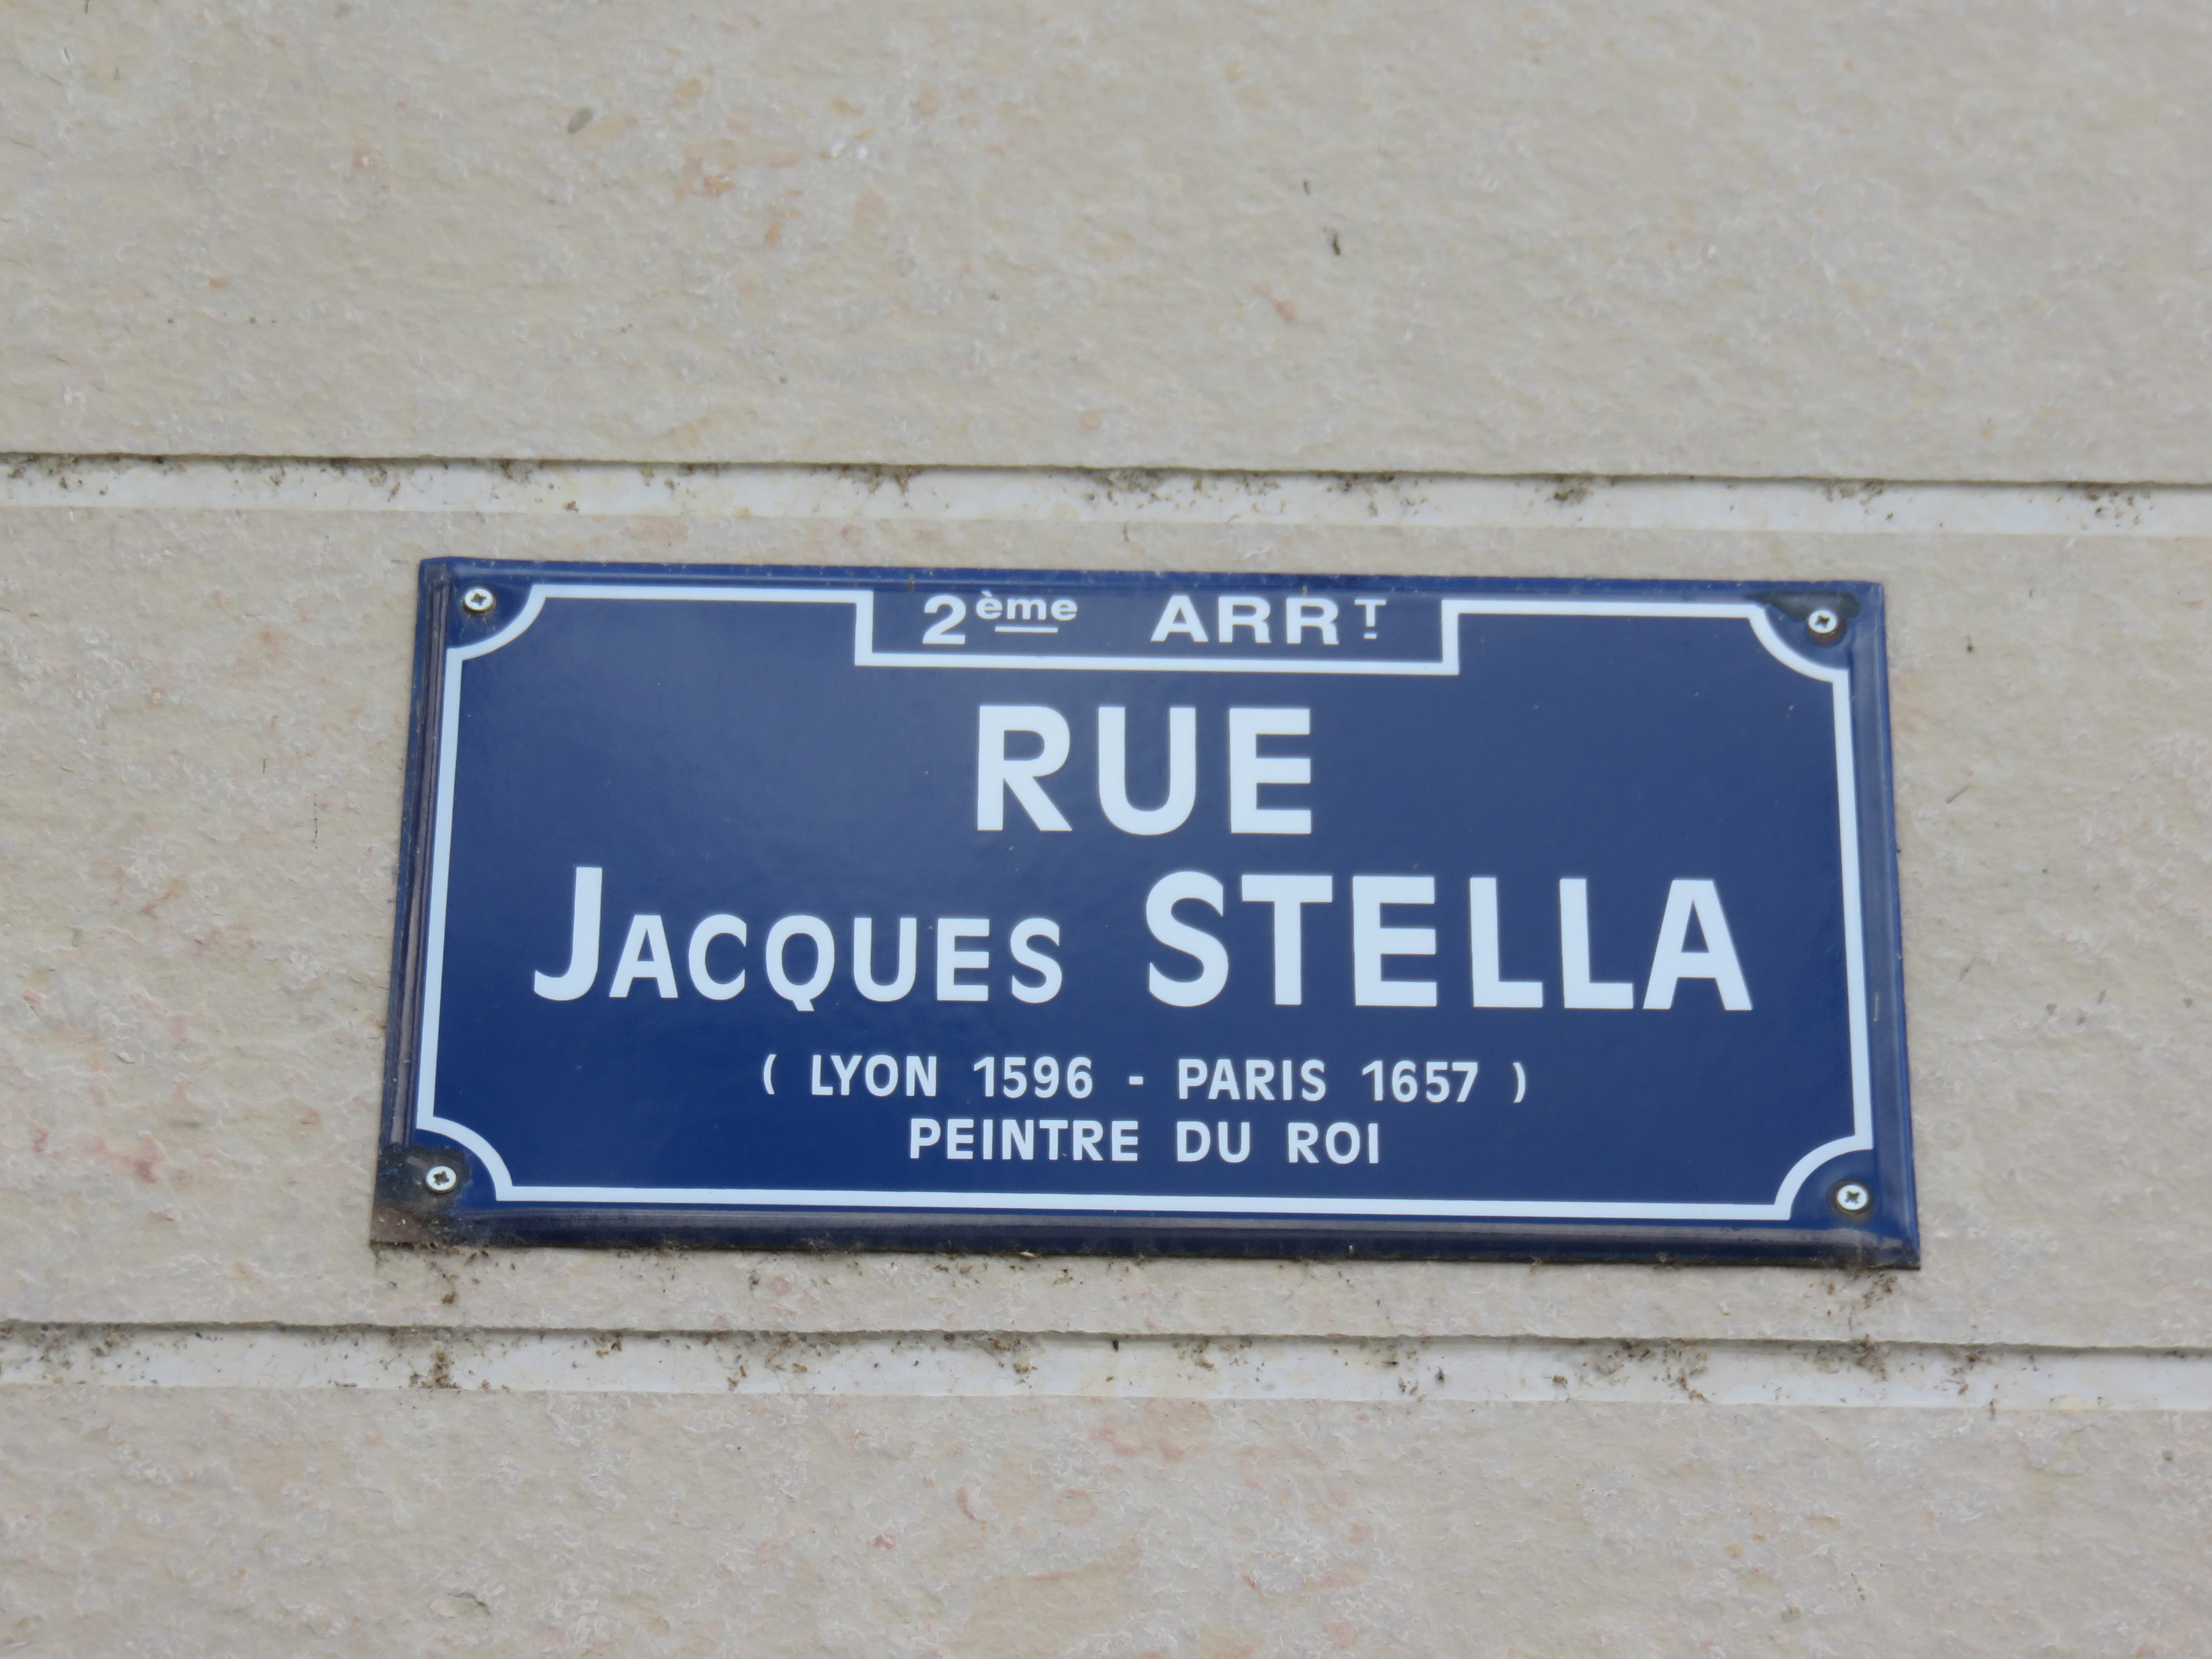 2ème ARRT
RUE
JACQUES STELLA
( LYON 1596 - PARIS 1657 )
PEINTRE DU ROI